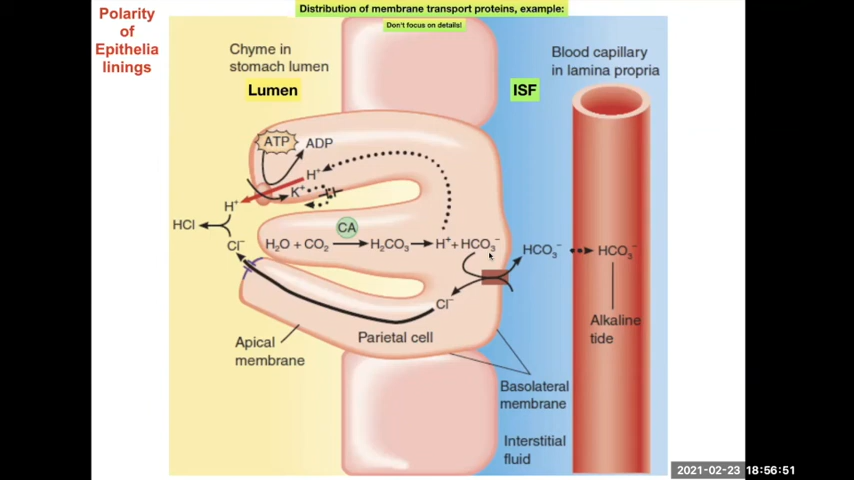 Polarity
of
Epithelia
linings
Distribution of membrane transport proteins, example:
Don't focus on details!
Chyme in
stomach lumen
Lumen
ISF
Blood capillary
in lamina propria
ATP
ADP
H+
K+
H+
HCl
Cl−
CA
H2O + CO2
H2CO3
H+ + HCO3−
HCO3−
HCO3−
Cl−
Alkaline
tide
Parietal cell
Apical
membrane
Basolateral
membrane
Interstitial
fluid
2021-02-23 18:56:51